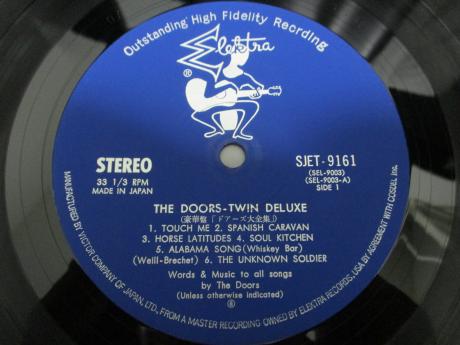 Outstanding High Fidelity Recrding
Elektra
®
STEREO
33 1/3 RPM
MADE IN JAPAN
SJET-9161
(SEL-9003)
(SEL-9003-A)
SIDE 1
THE DOORS-TWIN DELUXE
(豪華盤「ドアーズ大全集」)
1. TOUCH ME 2. SPANISH CARAVAN
3. HORSE LATITUDES 4. SOUL KITCHEN
5. ALABAMA SONG (Whiskey Bar)
(Weill-Brechet) 6. THE UNKNOWN SOLDIER
Words & Music to all songs
by The Doors
(Unless otherwise indicated)
MANUFACTURED BY VICTOR COMPANY OF JAPAN, LTD., FROM A MASTER RECORDING OWNED BY ELEKTRA RECORDS, USA BY AGREEMENT WITH COSDEL Inc.